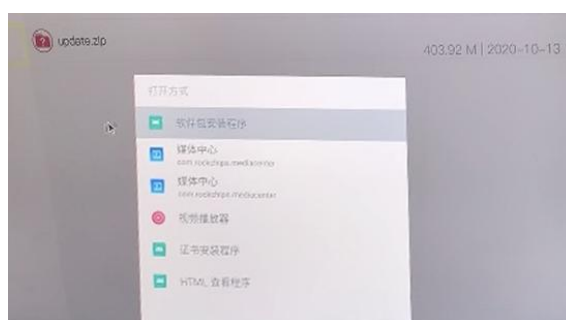 update.zip
403.92 M | 2020-10-13
打开方式
软件包安装程序
媒体中心
com.rockchips.mediacenter
媒体中心
com.rockchips.mediacenter
视频播放器
证书安装程序
HTML 查看程序